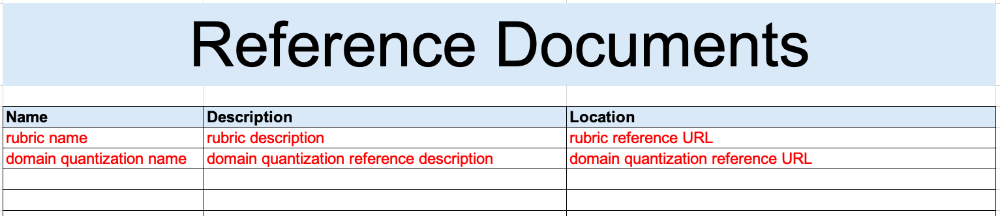 Reference Documents
Name Description Location
rubric name rubric description rubric reference URL
domain quantization name domain quantization reference description domain quantization reference URL